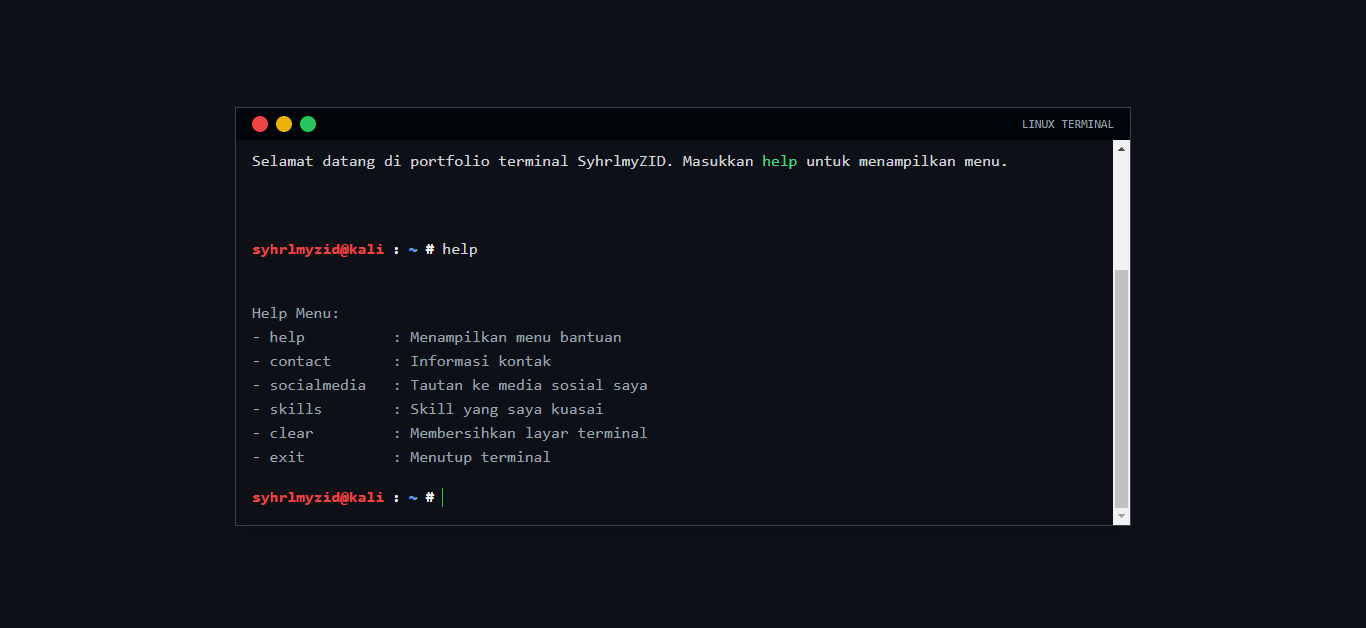 LINUX TERMINAL
Selamat datang di portfolio terminal SyhrlmyZID. Masukkan help untuk menampilkan menu.
syhrlmyzid@kali : ~ # help
Help Menu:
- help : Menampilkan menu bantuan
- contact : Informasi kontak
- socialmedia : Tautan ke media sosial saya
- skills : Skill yang saya kuasai
- clear : Membersihkan layar terminal
- exit : Menutup terminal
syhrlmyzid@kali : ~ #